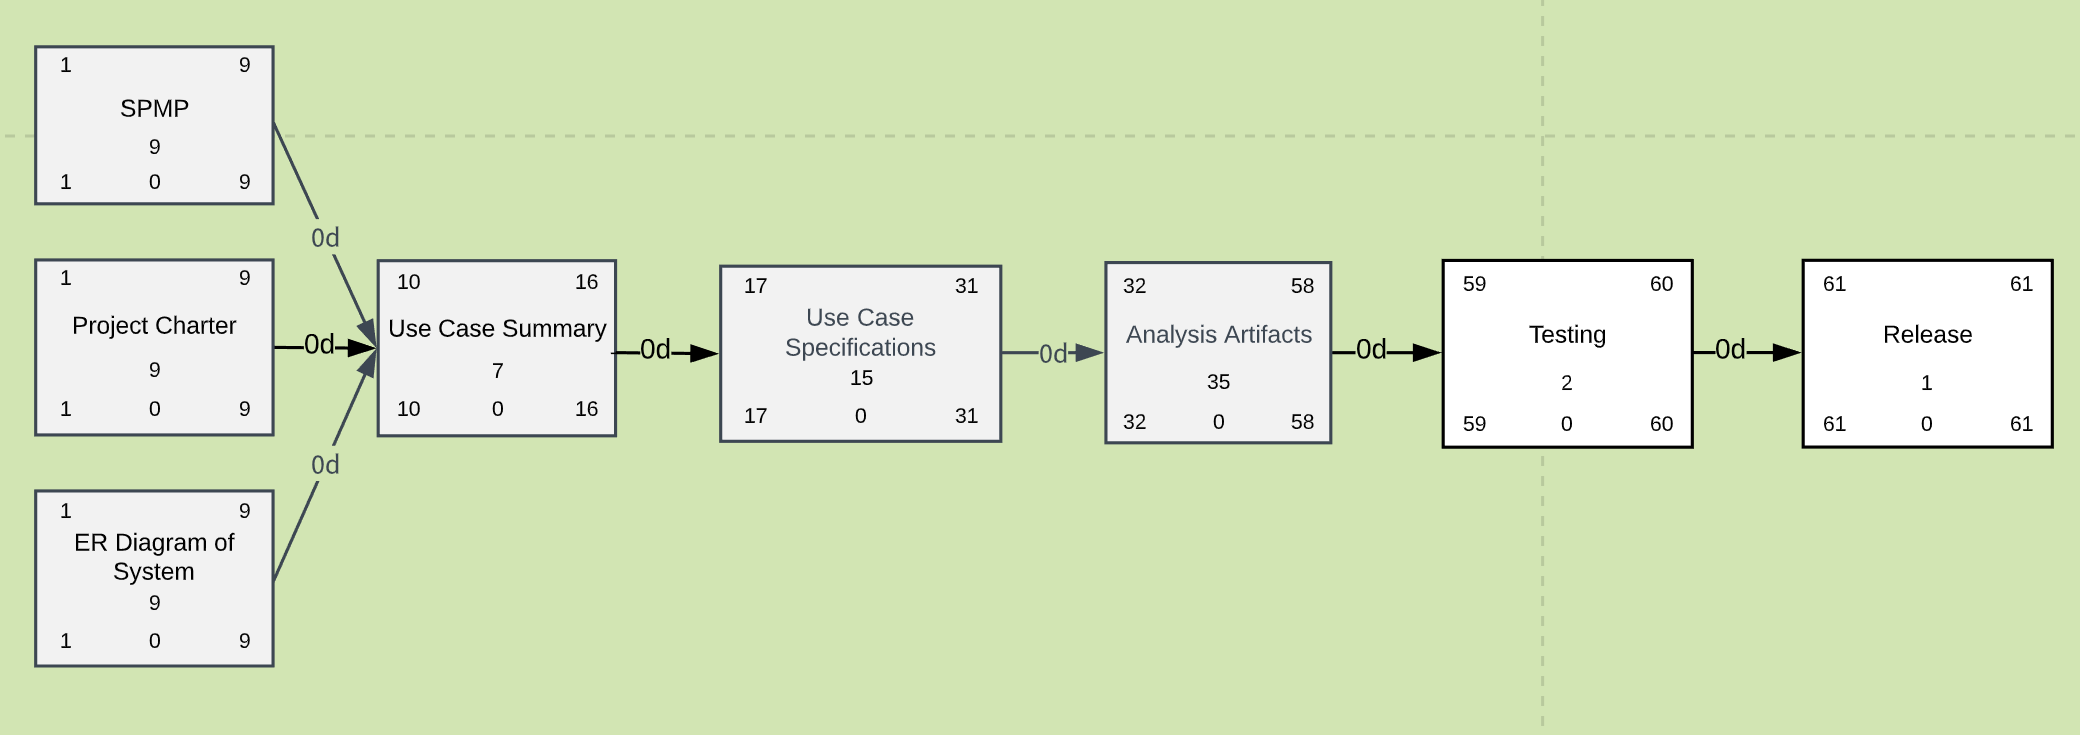 1 9
SPMP
9
1 0 9
0d
1 9
Project Charter
9
1 0 9
0d
1 9
ER Diagram of
System
9
1 0 9
0d
10 16
Use Case Summary
7
10 0 16
0d
17 31
Use Case
Specifications
15
17 0 31
0d
32 58
Analysis Artifacts
35
32 0 58
0d
59 60
Testing
2
59 0 60
0d
61 61
Release
1
61 0 61